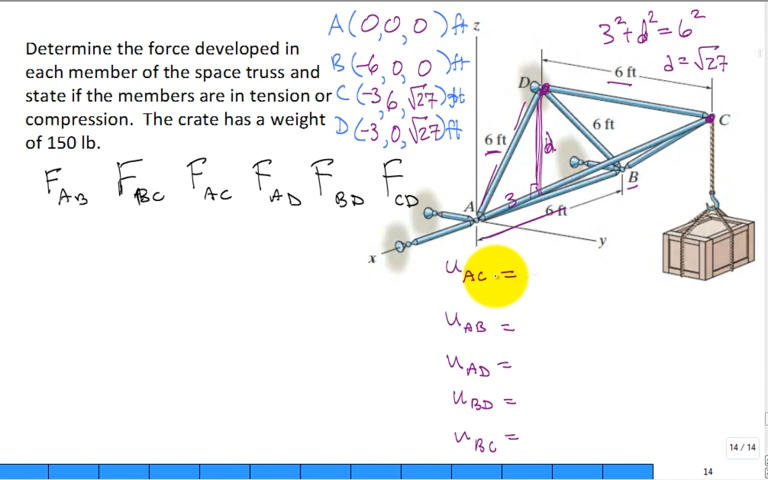 Determine the force developed in
each member of the space truss and
state if the members are in tension or
compression. The crate has a weight
of 150 lb.
A(0,0,0)ft
B(-6,0,0)ft
C(-3,6,√27)ft
D(-3,0,√27)ft
F_AB F_BC F_AC F_AD F_BD F_CD
z
3²+d²=6²
d=√27
6 ft
D
6 ft
6 ft
C
d
3
B
A
6 ft
x
y
u_AC =
u_AB =
u_AD =
u_BD =
u_BC =
14 / 14
14